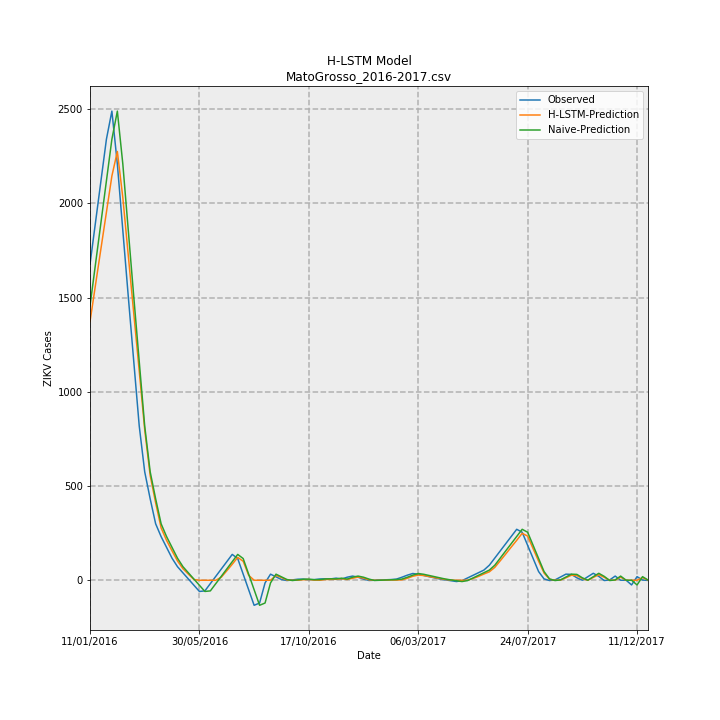 H-LSTM Model
MatoGrosso_2016-2017.csv
Observed
H-LSTM-Prediction
Naive-Prediction
2500
2000
1500
1000
500
0
ZIKV Cases
11/01/2016
30/05/2016
17/10/2016
06/03/2017
24/07/2017
11/12/2017
Date